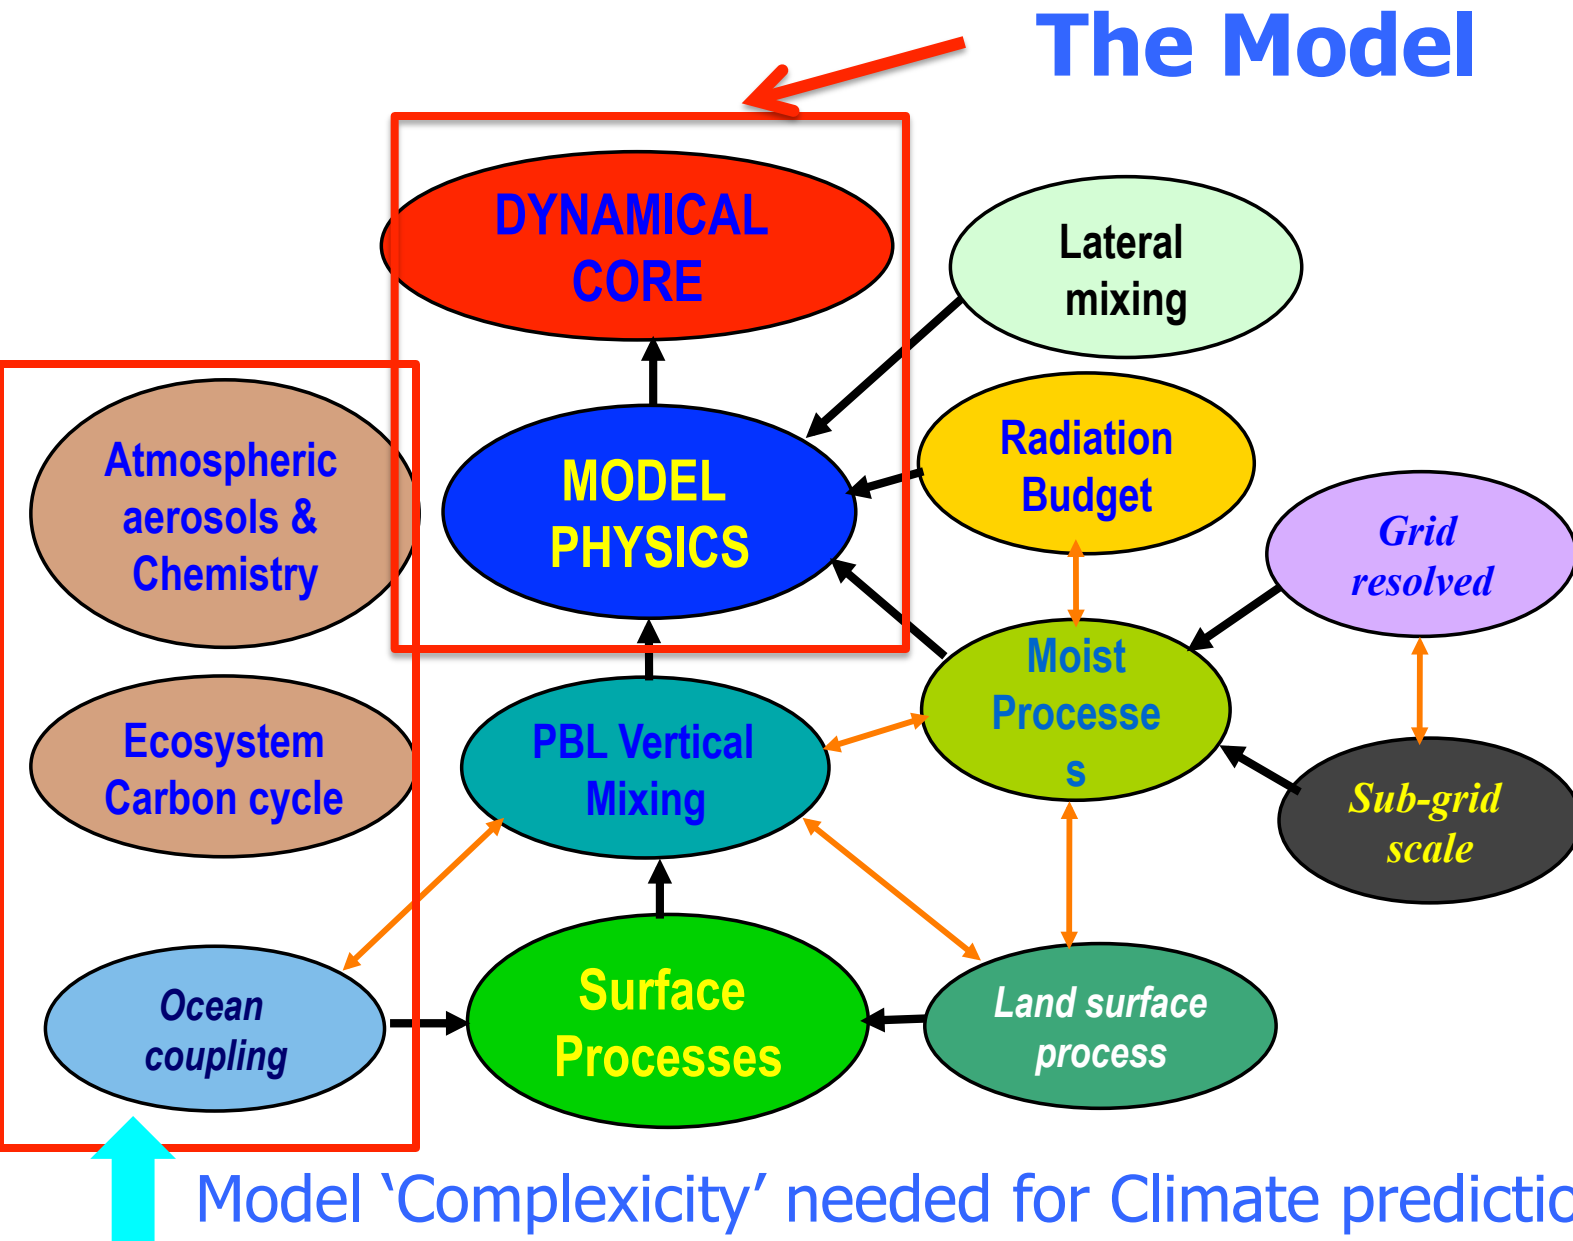 The Model
DYNAMICAL
CORE
Lateral
mixing
Atmospheric
aerosols &
Chemistry
MODEL
PHYSICS
Radiation
Budget
Grid
resolved
Moist
Processe
s
Ecosystem
Carbon cycle
PBL Vertical
Mixing
Sub-grid
scale
Ocean
coupling
Surface
Processes
Land surface
process
Model ‘Complexicity’ needed for Climate predictio